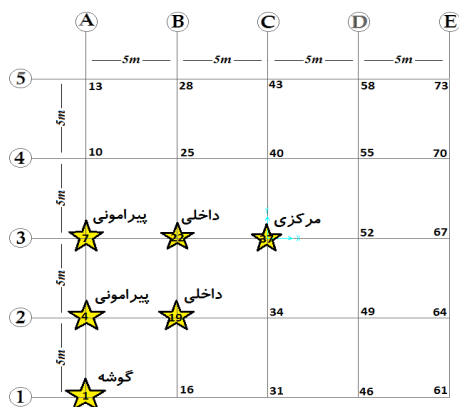 A B C D E
5m 5m 5m 5m
5 13 28 43 58 73
5m
4 10 25 40 55 70
5m
پیرامونی داخلی مرکزی
3 7 22 37 52 67
5m
پیرامونی داخلی
2 4 19 34 49 64
5m
گوشه
1 1 16 31 46 61